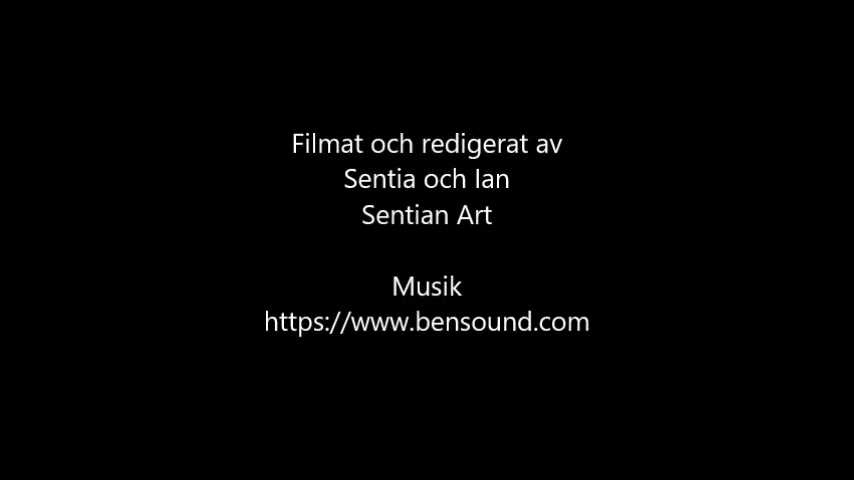 Filmat och redigerat av
Sentia och Ian
Sentian Art
Musik
https://www.bensound.com